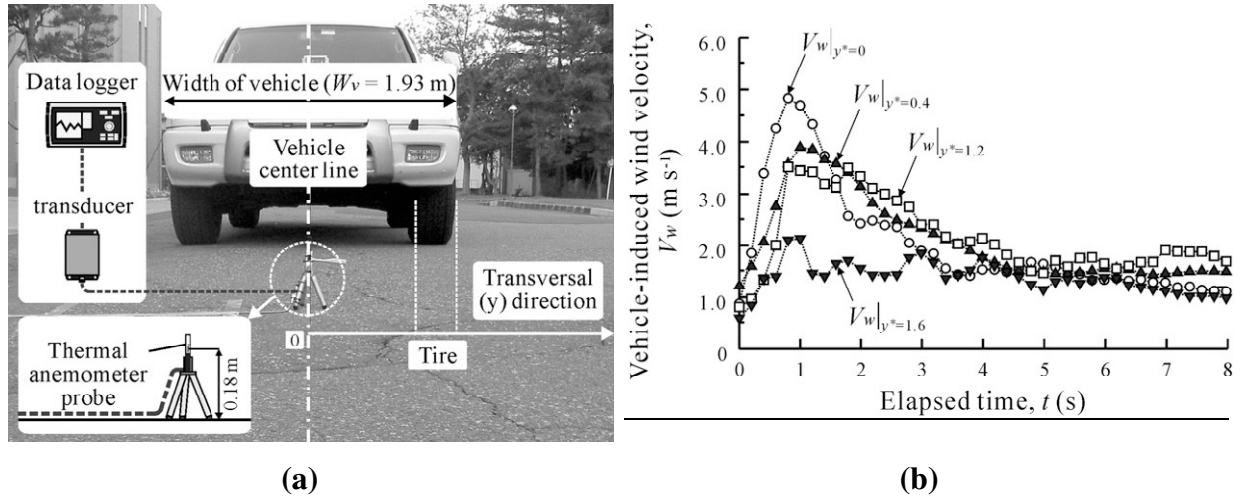 Data logger
Width of vehicle (Wv = 1.93 m)
Vehicle
center line
transducer
Transversal
(y) direction
0
Tire
Thermal
anemometer
probe
0.18 m
(a)
Vehicle-induced wind velocity,
Vw (m s-1)
6.0
5.0
4.0
3.0
2.0
1.0
0
Vw|y*=0
Vw|y*=0.4
Vw|y*=1.2
Vw|y*=1.6
0 1 2 3 4 5 6 7 8
Elapsed time, t (s)
(b)